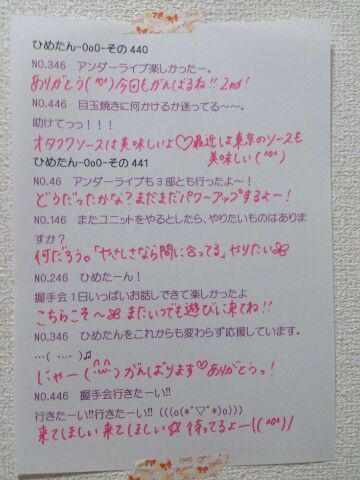 ひめたん-OoO-その 440
NO.346　アンダーライブ楽しかったー。
ありがとう(^o^)今回もがんばるね!! 2nd!
NO.446　目玉焼きに何かけるか迷ってる～～。
助けてっっ！！！
オタフクソースは美味しいよ♡最近は東京のソースも
美味しい(^o^)
ひめたん-OoO-その 441
NO.46　アンダーライブも３部とも行ったよ～！
どうだったかな？まだまだパワーアップするよー！
NO.146　またユニットをやるとしたら、やりたいものはありま
すか？
何だろう。「やさしさなら間に合ってる」やりたい
NO.246　ひめたーん！
握手会１日いっぱいお話しできて楽しかったよ
こちらこそ～ またいつでも遊びに来てね!!
NO.346　ひめたんをこれからも変わらず応援しています。
…( ·_· )♫
じゃー(^ω^)がんばります♡ありがとうっ！
NO.446　握手会行きたーい!!
行きたーい!!行きたーい!! (((o(*ﾟ▽ﾟ*)o)))
来てほしい来てほしい☆待ってるよー！(^o^)/